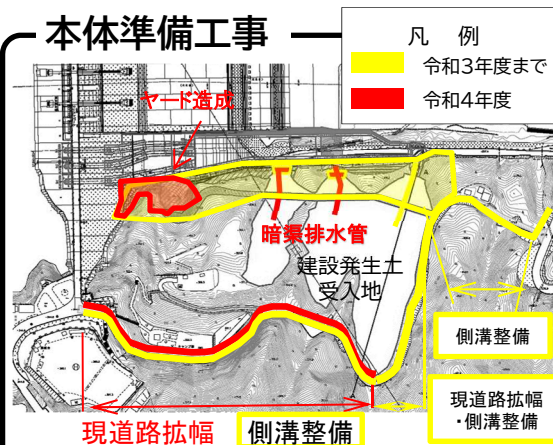 本体準備工事
凡 例
令和3年度まで
令和4年度
ヤード造成
暗渠排水管
建設発生土
受入地
側溝整備
現道路拡幅
・側溝整備
現道路拡幅
側溝整備